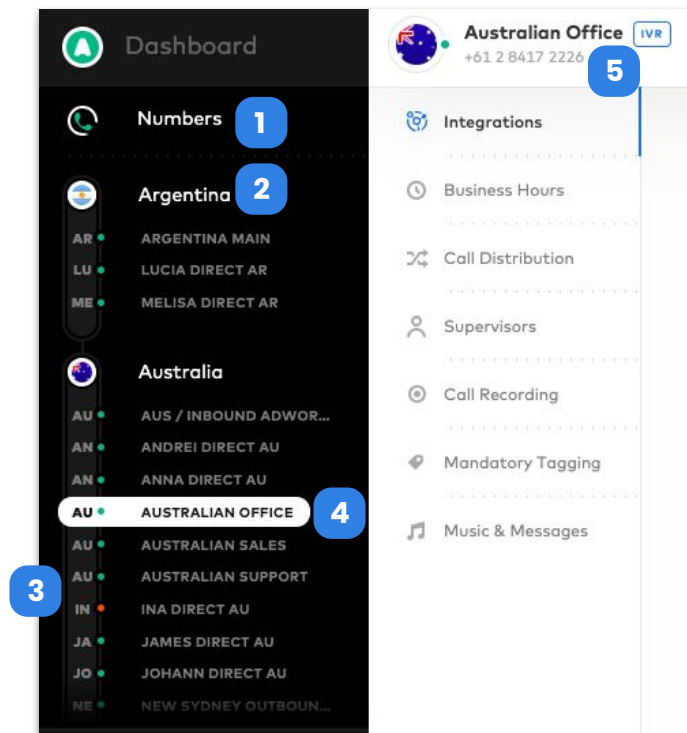 Dashboard
Numbers
1
Argentina
2
AR ARGENTINA MAIN
LU LUCIA DIRECT AR
ME MELISA DIRECT AR
Australia
AU AUS / INBOUND ADWOR...
AN ANDREI DIRECT AU
AN ANNA DIRECT AU
AU AUSTRALIAN OFFICE
4
AU AUSTRALIAN SALES
AU AUSTRALIAN SUPPORT
3
IN INA DIRECT AU
JA JAMES DIRECT AU
JO JOHANN DIRECT AU
NE NEW SYDNEY OUTBOUN...
Australian Office IVR
+61 2 8417 2226
5
Integrations
Business Hours
Call Distribution
Supervisors
Call Recording
Mandatory Tagging
Music & Messages